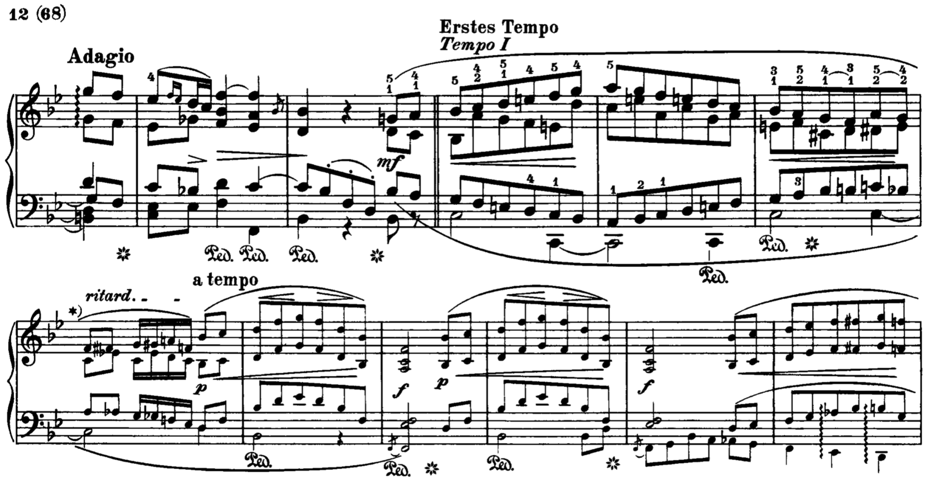 12 (68)
Adagio
Erstes Tempo
Tempo I
4
5 4
1 1
5 4 5 4 5 4
2 1
4 1
5
1 2 1
3 5 4 3 5 4
1 2 1 2
3
mf
Ped. Ped. Ped. Ped. Ped.
*) ritard. _ _ _
a tempo
p
f
p
f
Ped. Ped. Ped.